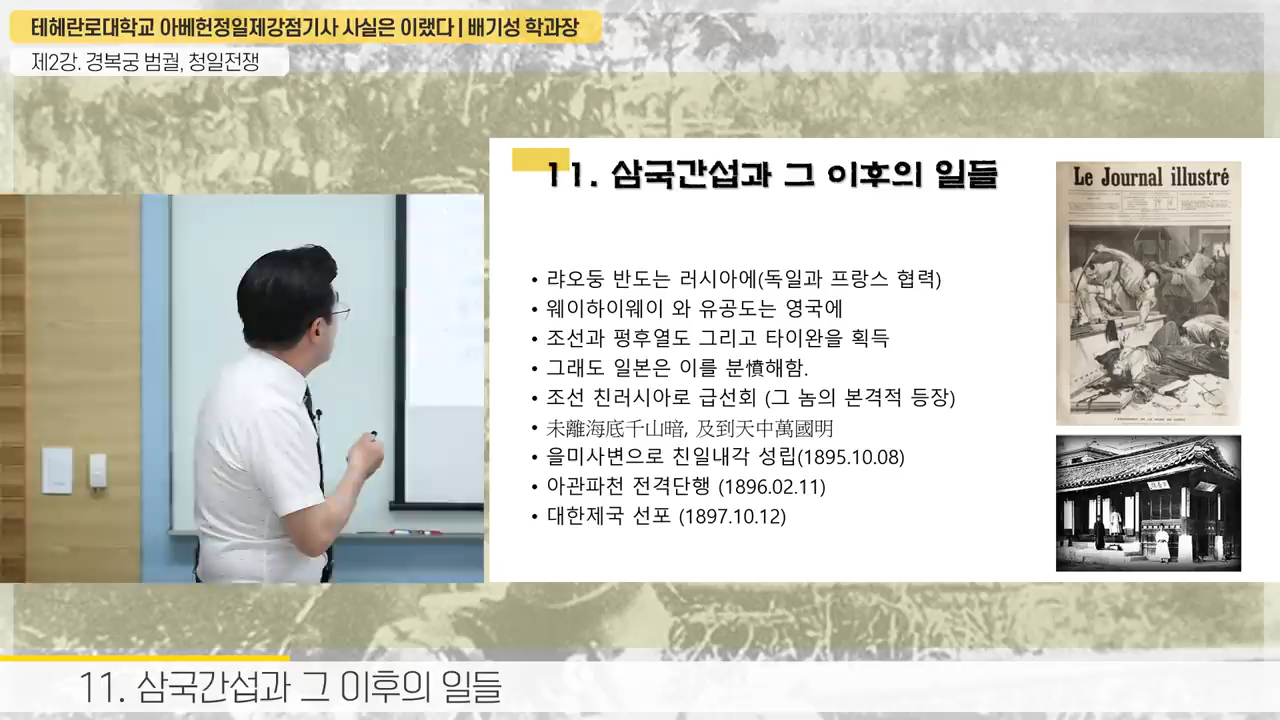 테헤란로대학교 아베헌정일제강점기사 사실은 이랬다 | 배기성 학과장
제2강. 경복궁 범궐, 청일전쟁
11. 삼국간섭과 그 이후의 일들
Le Journal illustré
• 랴오둥 반도는 러시아에(독일과 프랑스 협력)
• 웨이하이웨이 와 유공도는 영국에
• 조선과 펑후열도 그리고 타이완을 획득
• 그래도 일본은 이를 분憤해함.
• 조선 친러시아로 급선회 (그 놈의 본격적 등장)
• 未離海底千山暗, 及到天中萬國明
• 을미사변으로 친일내각 성립(1895.10.08)
• 아관파천 전격단행 (1896.02.11)
• 대한제국 선포 (1897.10.12)
11. 삼국간섭과 그 이후의 일들